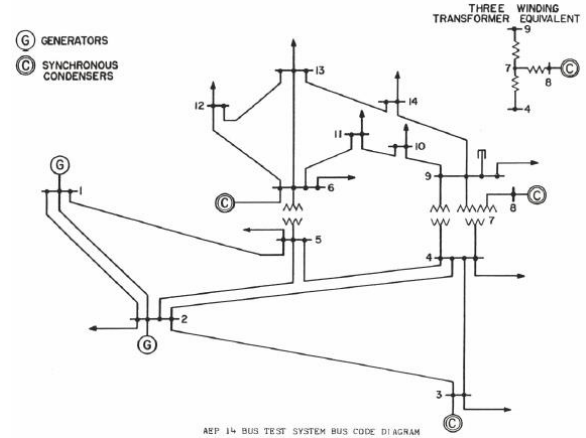 THREE WINDING
TRANSFORMER EQUIVALENT
9
7
C
8
4
G GENERATORS
C SYNCHRONOUS
CONDENSERS
13
14
12
11
10
9
G
1
C
6
C
8
7
5
4
2
G
3
C
AEP 14 BUS TEST SYSTEM BUS CODE DIAGRAM